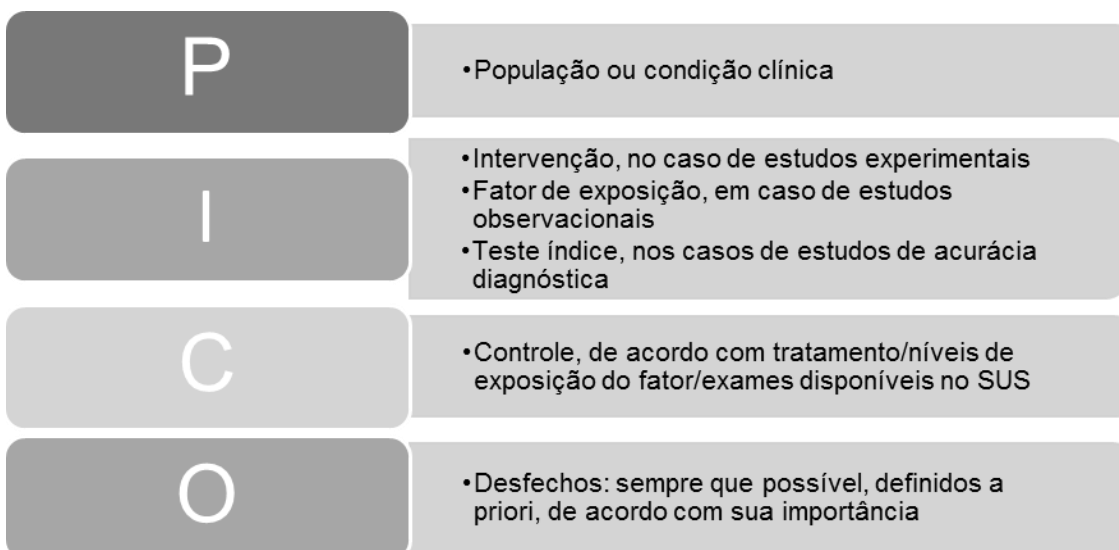 P
•População ou condição clínica
I
•Intervenção, no caso de estudos experimentais
•Fator de exposição, em caso de estudos
observacionais
•Teste índice, nos casos de estudos de acurácia
diagnóstica
C
•Controle, de acordo com tratamento/níveis de
exposição do fator/exames disponíveis no SUS
O
•Desfechos: sempre que possível, definidos a
priori, de acordo com sua importância